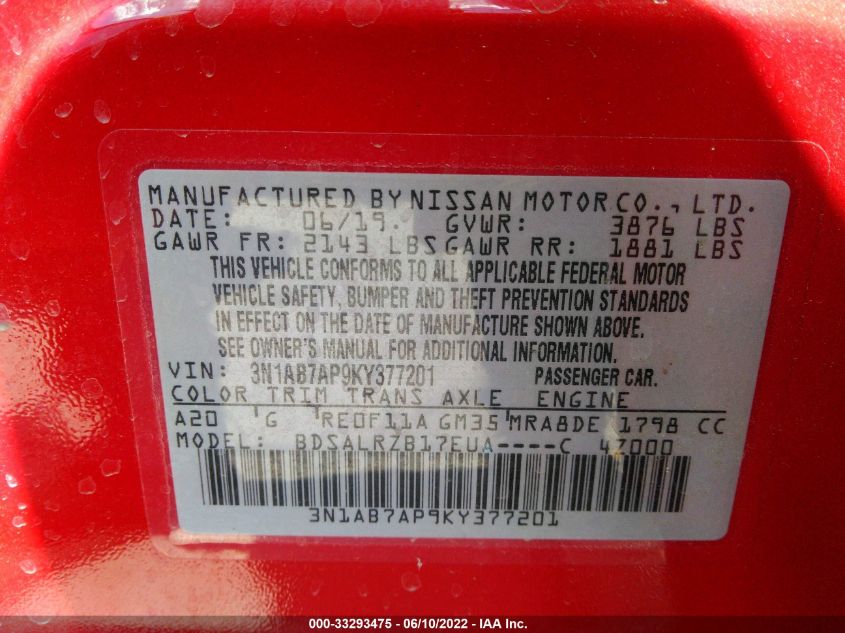 MANUFACTURED BY NISSAN MOTOR CO., LTD.
DATE: 06/19. GVWR: 3876 LBS
GAWR FR: 2143 LBS GAWR RR: 1881 LBS
THIS VEHICLE CONFORMS TO ALL APPLICABLE FEDERAL MOTOR
VEHICLE SAFETY, BUMPER AND THEFT PREVENTION STANDARDS
IN EFFECT ON THE DATE OF MANUFACTURE SHOWN ABOVE.
SEE OWNER'S MANUAL FOR ADDITIONAL INFORMATION.
VIN: 3N1AB7AP9KY377201 PASSENGER CAR.
COLOR TRIM TRANS AXLE ENGINE
A20 G RE0F11A GM35 MRA8DE 1798 CC
MODEL: BDSALRZB17EUA----C 47000
3N1AB7AP9KY377201
000-33293475 - 06/10/2022 - IAA Inc.